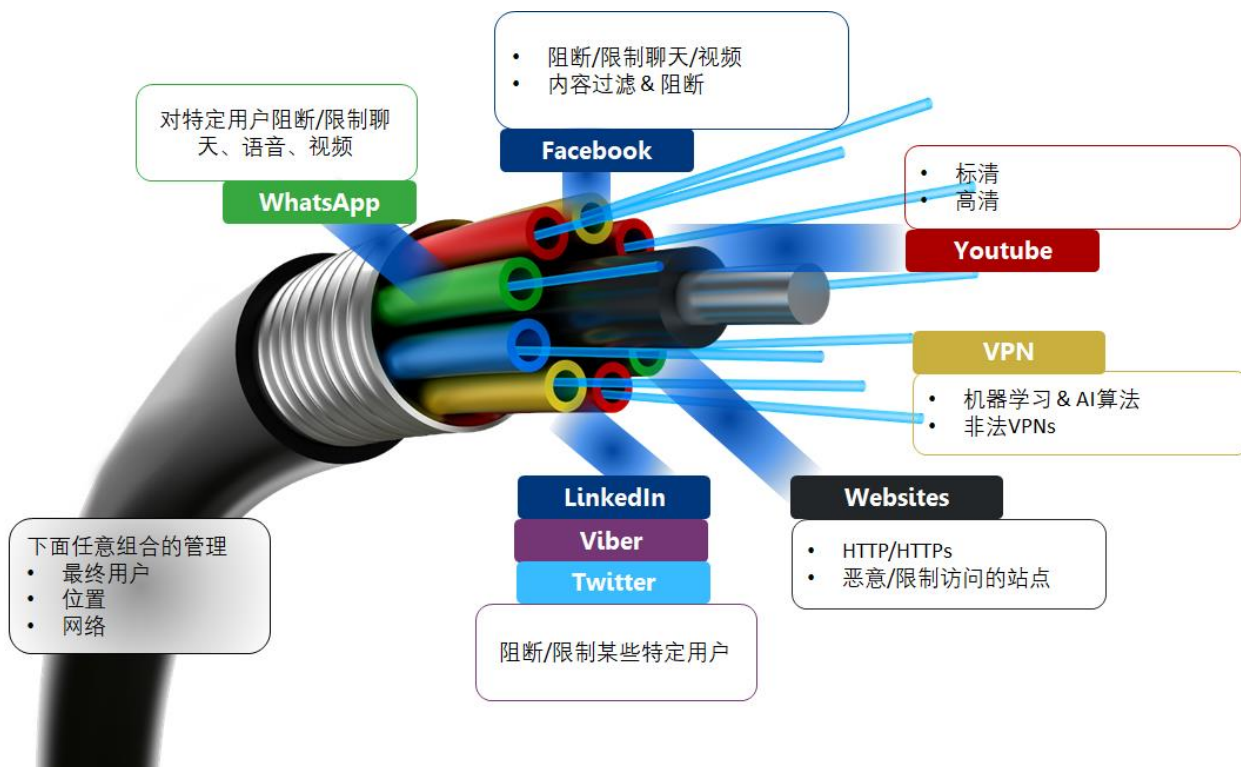 • 阻断/限制聊天/视频
• 内容过滤 & 阻断
Facebook
对特定用户阻断/限制聊
天、语音、视频
WhatsApp
• 标清
• 高清
Youtube
VPN
• 机器学习 & AI算法
• 非法VPNs
LinkedIn
Viber
Twitter
阻断/限制某些特定用户
Websites
• HTTP/HTTPs
• 恶意/限制访问的站点
下面任意组合的管理
• 最终用户
• 位置
• 网络